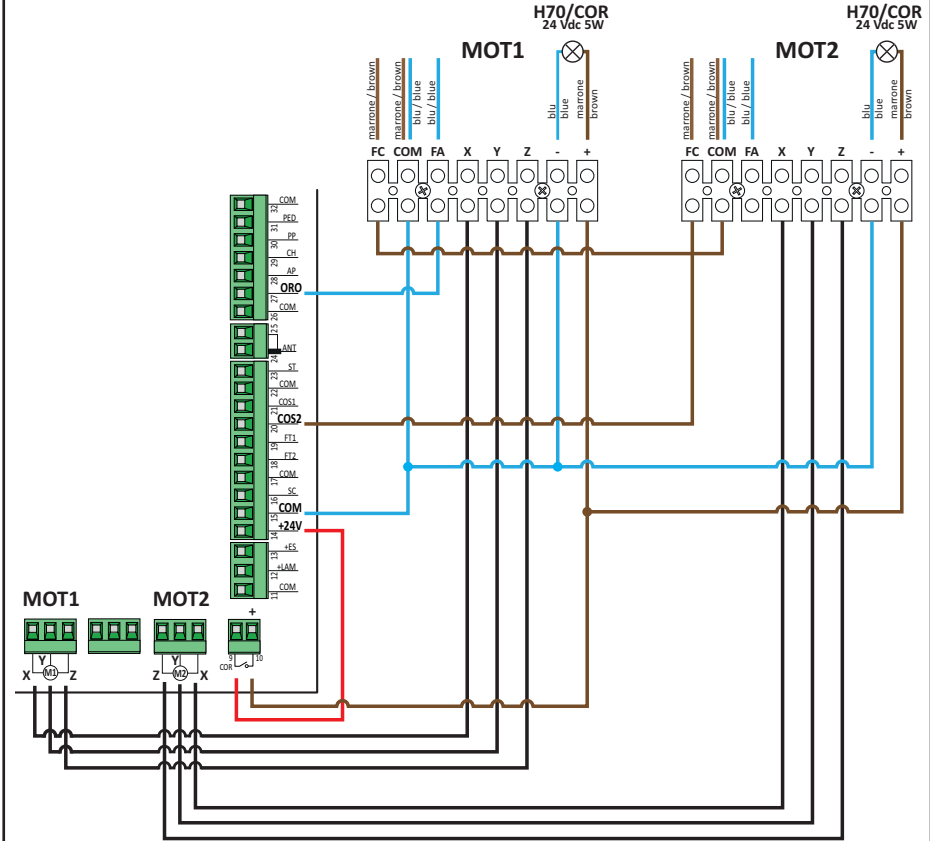 H70/COR
24 Vdc 5W
H70/COR
24 Vdc 5W
MOT1
MOT2
marrone / brown
marrone / brown
blu / blue
blu / blue
blu
blue
marrone
brown
marrone / brown
marrone / brown
blu / blue
blu / blue
blu
blue
marrone
brown
FC COM FA X Y Z - +
FC COM FA X Y Z - +
32 COM
31 PED
30 PP
29 CH
28 AP
27 ORO
26 COM
25
24 ANT
23 ST
22 COM
21 COS1
20 COS2
19 FT1
18 FT2
17 COM
16 SC
15 COM
14 +24V
13 +ES
12 +LAM
11 COM
MOT1
MOT2
+
9 10
COR
X Y M1 Z
Z Y M2 X